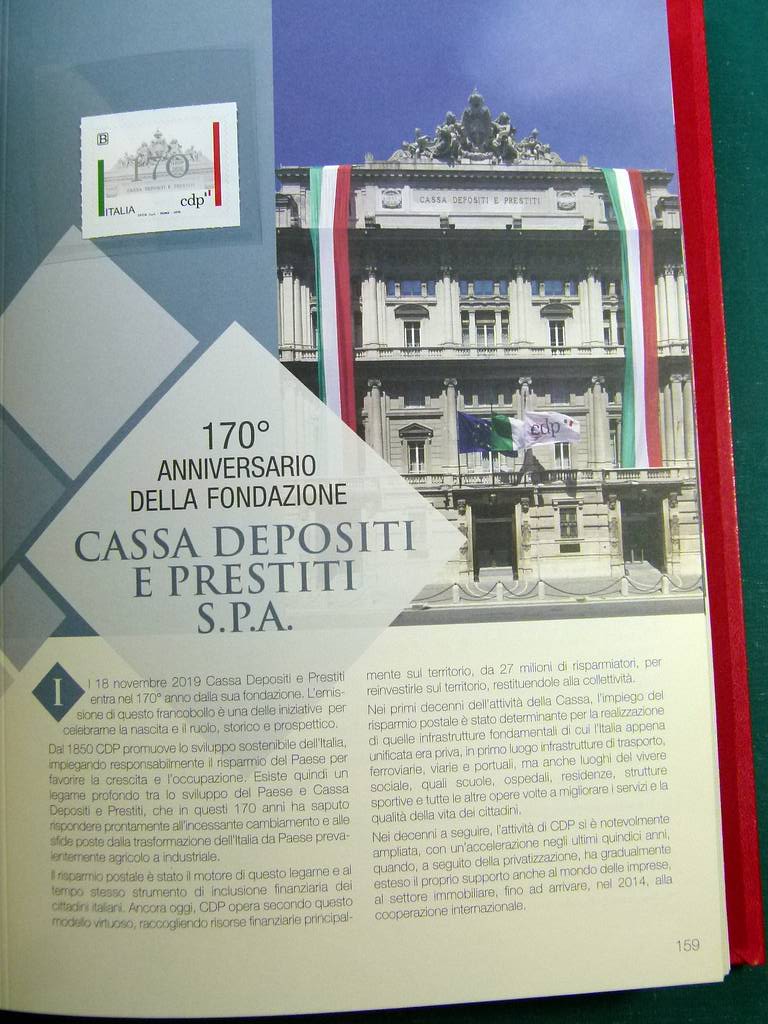 B
170°
CASSA DEPOSITI E PRESTITI
ITALIA
cdp
CASSA DEPOSITI E PRESTITI
cdp
170°
ANNIVERSARIO
DELLA FONDAZIONE
CASSA DEPOSITI
E PRESTITI
S.P.A.
I l 18 novembre 2019 Cassa Depositi e Prestiti
entra nel 170° anno dalla sua fondazione. L'emis-
sione di questo francobollo è una delle iniziative per
celebrarne la nascita e il ruolo, storico e prospettico.
Dal 1850 CDP promuove lo sviluppo sostenibile dell'Italia,
impiegando responsabilmente il risparmio del Paese per
favorire la crescita e l'occupazione. Esiste quindi un
legame profondo tra lo sviluppo del Paese e Cassa
Depositi e Prestiti, che in questi 170 anni ha saputo
rispondere prontamente all'incessante cambiamento e alle
sfide poste dalla trasformazione dell'Italia da Paese preva-
lentemente agricolo a industriale.
Il risparmio postale è stato il motore di questo legame e al
tempo stesso strumento di inclusione finanziaria dei
cittadini italiani. Ancora oggi, CDP opera secondo questo
modello virtuoso, raccogliendo risorse finanziarie principal-
mente sul territorio, da 27 milioni di risparmiatori, per
reinvestirle sul territorio, restituendole alla collettività.
Nei primi decenni dell'attività della Cassa, l'impiego del
risparmio postale è stato determinante per la realizzazione
di quelle infrastrutture fondamentali di cui l'Italia appena
unificata era priva, in primo luogo infrastrutture di trasporto,
ferroviarie, viarie e portuali, ma anche luoghi del vivere
sociale, quali scuole, ospedali, residenze, strutture
sportive e tutte le altre opere volte a migliorare i servizi e la
qualità della vita dei cittadini.
Nei decenni a seguire, l'attività di CDP si è notevolmente
ampliata, con un'accelerazione negli ultimi quindici anni,
quando, a seguito della privatizzazione, ha gradualmente
esteso il proprio supporto anche al mondo delle imprese,
al settore immobiliare, fino ad arrivare, nel 2014, alla
cooperazione internazionale.
159